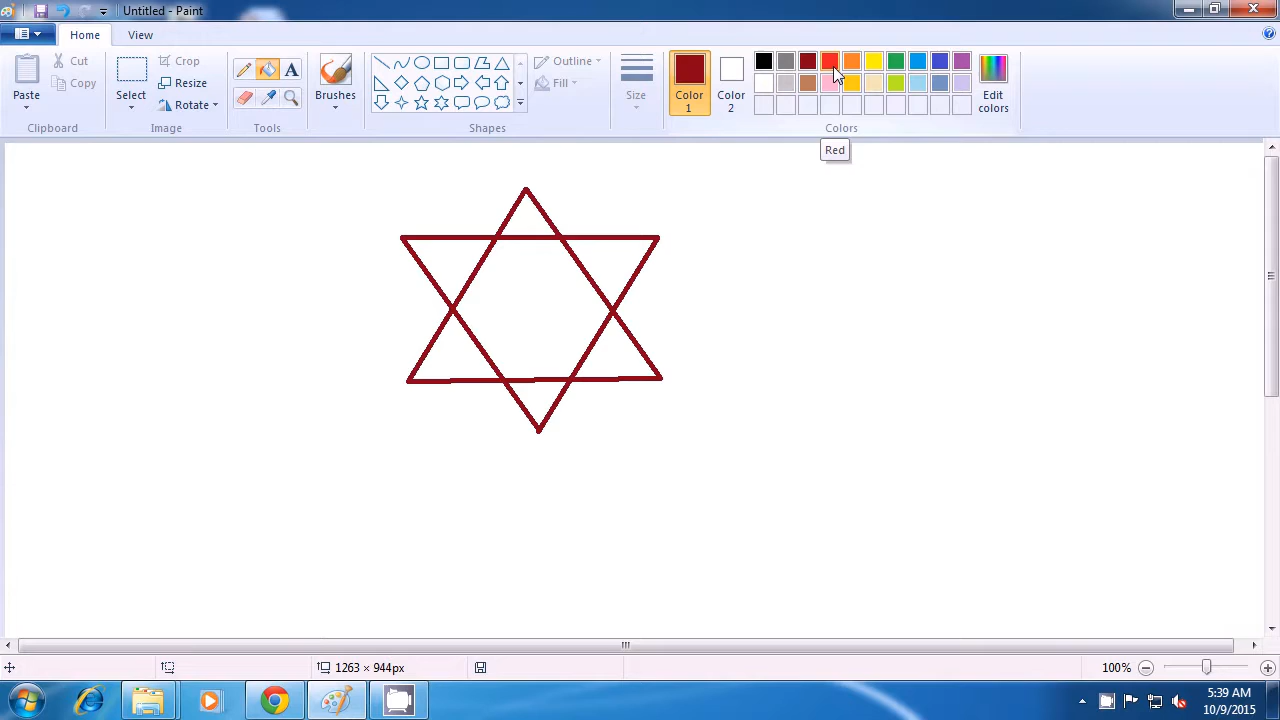 Untitled - Paint
Home
View
Paste
Cut
Copy
Clipboard
Select
Crop
Resize
Rotate
Image
A
Tools
Brushes
Shapes
Outline
Fill
Size
Color 1
Color 2
Edit colors
Colors
Red
1263 × 944px
100%
5:39 AM
10/9/2015